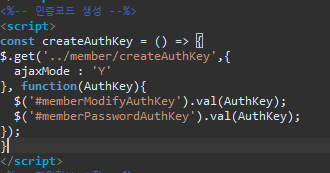 <%-- 인증코드 생성 --%>
<script>
const createAuthKey = () => {
$.get('../member/createAuthKey',{
ajaxMode : 'Y'
}, function(AuthKey){
$('#memberModifyAuthKey').val(AuthKey);
$('#memberPasswordAuthKey').val(AuthKey);
});
}
</script>